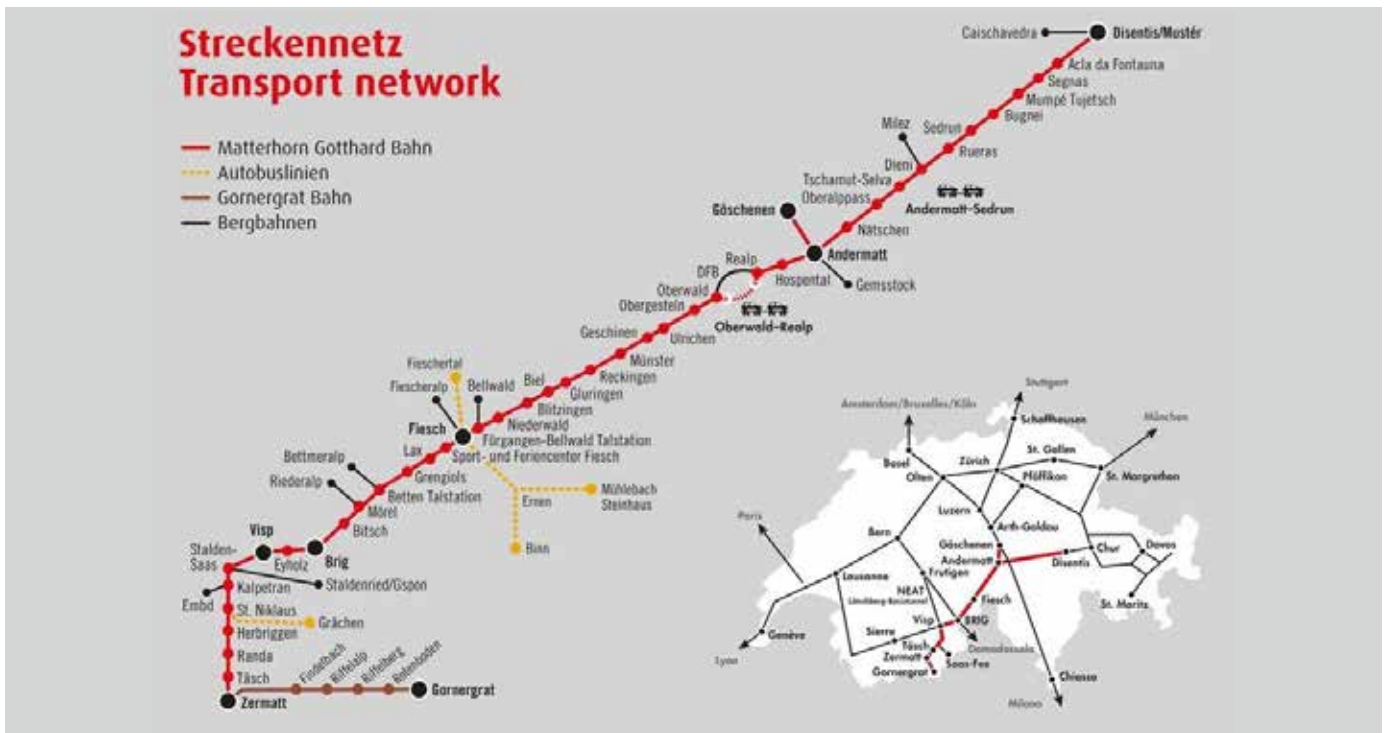 Streckennetz
Transport network
Matterhorn Gotthard Bahn
Autobuslinien
Gornergrat Bahn
Bergbahnen
Caischavedra
Disentis/Mustér
Acla da Fontauna
Segnas
Mumpé Tujetsch
Bugnei
Milez
Sedrun
Rueras
Dieni
Tschamut-Selva
Oberalppass
Andermatt–Sedrun
Göschenen
Nätschen
Andermatt
Realp
Hospental
DFB
Gemsstock
Oberwald
Obergesteln
Oberwald–Realp
Geschinen
Ulrichen
Münster
Reckingen
Fieschertal
Fiescheralp
Bellwald
Biel
Gluringen
Blitzingen
Niederwald
Fiesch
Fürgangen–Bellwald Talstation
Sport- und Feriencenter Fiesch
Lax
Grengiols
Bettmeralp
Betten Talstation
Riederalp
Mörel
Bitsch
Ernen
Mühlebach
Steinhaus
Binn
Visp
Eyholz
Brig
Stalden-
Saas
Staldenried/Gspon
Kalpetran
Embd
St. Niklaus
Grächen
Herbriggen
Randa
Täsch
Findelbach
Riffelalp
Riffelberg
Rotenboden
Zermatt
Gornergrat
Stuttgart
Amsterdam/Bruxelles/Köln
Schaffhausen
München
Basel
Zürich
St. Gallen
Olten
Pfäffikon
St. Margrethen
Luzern
Paris
Arth-Goldau
Bern
Göschenen
Chur
Davos
Andermatt
Disentis
Lausanne
Frutigen
NEAT
Lötschberg-Basistunnel
Fiesch
St. Moritz
Visp
BRIG
Genève
Sierre
Täsch
Domodossola
Lyon
Zermatt
Saas-Fee
Gornergrat
Chiasso
Milano